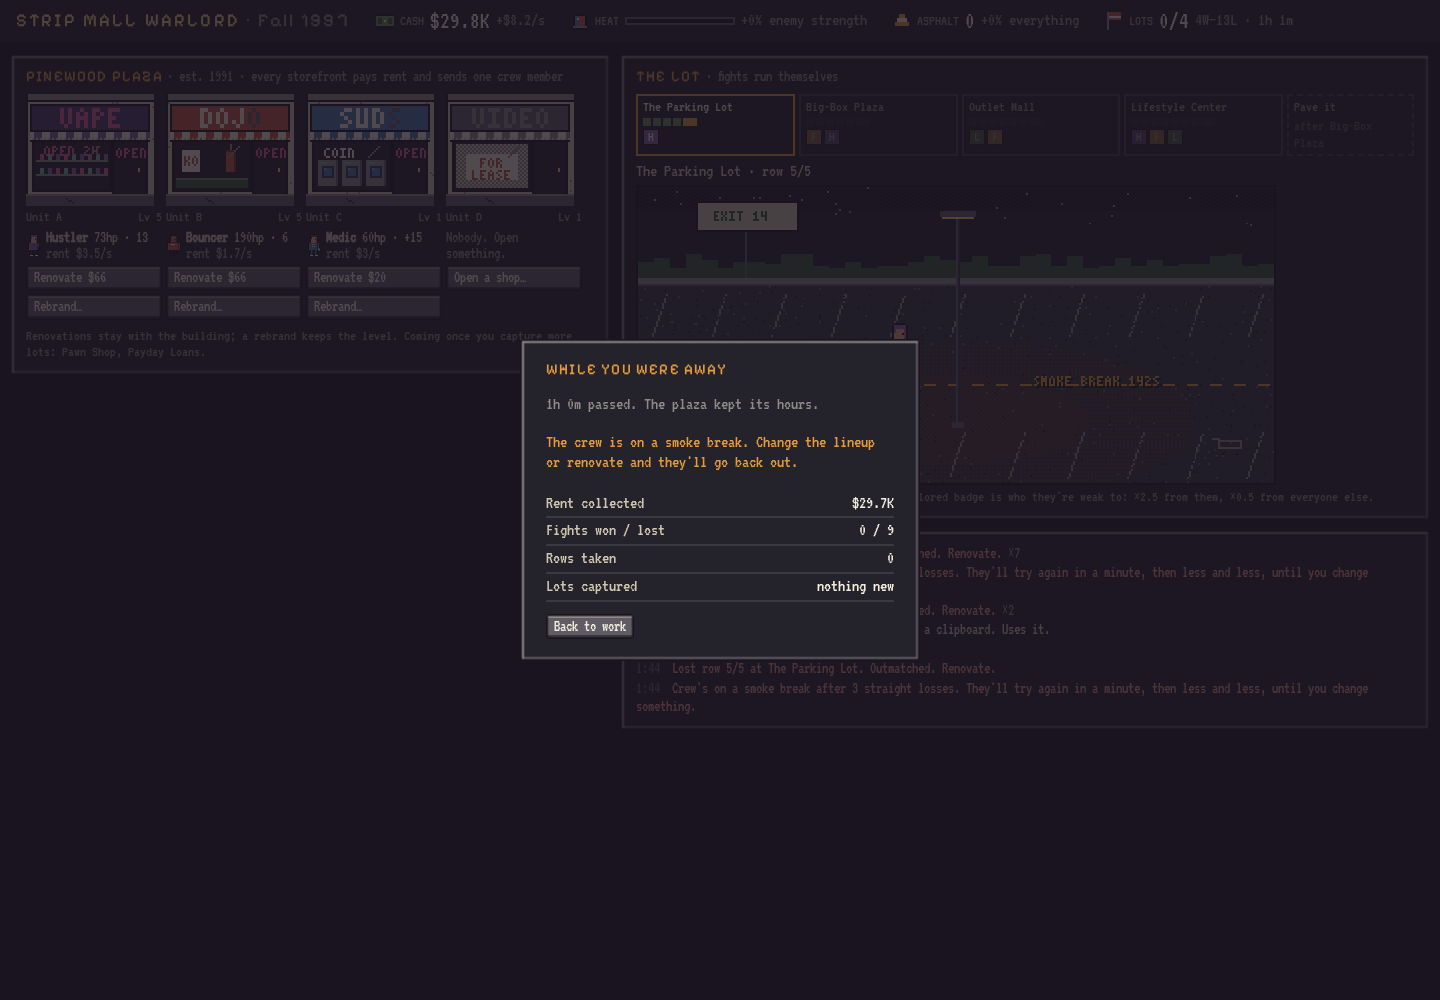 STRIP MALL WARLORD · Fall 1997
CASH $29.8K +$8.2/s
HEAT +0% enemy strength
ASPHALT 0 +0% everything
LOTS 0/4 4W-13L · 1h 1m
PINEWOOD PLAZA · est. 1991 · every storefront pays rent and sends one crew member
VAPE
OPEN 24
OPEN
DOJO
KO
OPEN
SUDS
COIN
OPEN
VIDEO
FOR
LEASE
Unit A Lv 5
Unit B Lv 5
Unit C Lv 1
Unit D Lv 1
Hustler 73hp · 13
rent $3.5/s
Bouncer 190hp · 6
rent $1.7/s
Medic 60hp · +15
rent $3/s
Nobody. Open
something.
Renovate $66
Renovate $66
Renovate $20
Open a shop…
Rebrand…
Rebrand…
Rebrand…
Renovations stay with the building; a rebrand keeps the level. Coming once you capture more
lots: Pawn Shop, Payday Loans.
THE LOT · fights run themselves
The Parking Lot
H
Big-Box Plaza
T H
Outlet Mall
L T
Lifestyle Center
H T L
Pave it
after Big-Box
Plaza
The Parking Lot · row 5/5
EXIT 14
SMOKE BREAK 142S
lored badge is who they're weak to: ×2.5 from them, ×0.5 from everyone else.
WHILE YOU WERE AWAY
1h 0m passed. The plaza kept its hours.
The crew is on a smoke break. Change the lineup
or renovate and they'll go back out.
Rent collected $29.7K
Fights won / lost 0 / 9
Rows taken 0
Lots captured nothing new
Back to work
hed. Renovate. ×7
losses. They'll try again in a minute, then less and less, until you change
ed. Renovate. ×2
a clipboard. Uses it.
1:44 Lost row 5/5 at The Parking Lot. Outmatched. Renovate.
1:44 Crew's on a smoke break after 3 straight losses. They'll try again in a minute, then less and less, until you change
something.